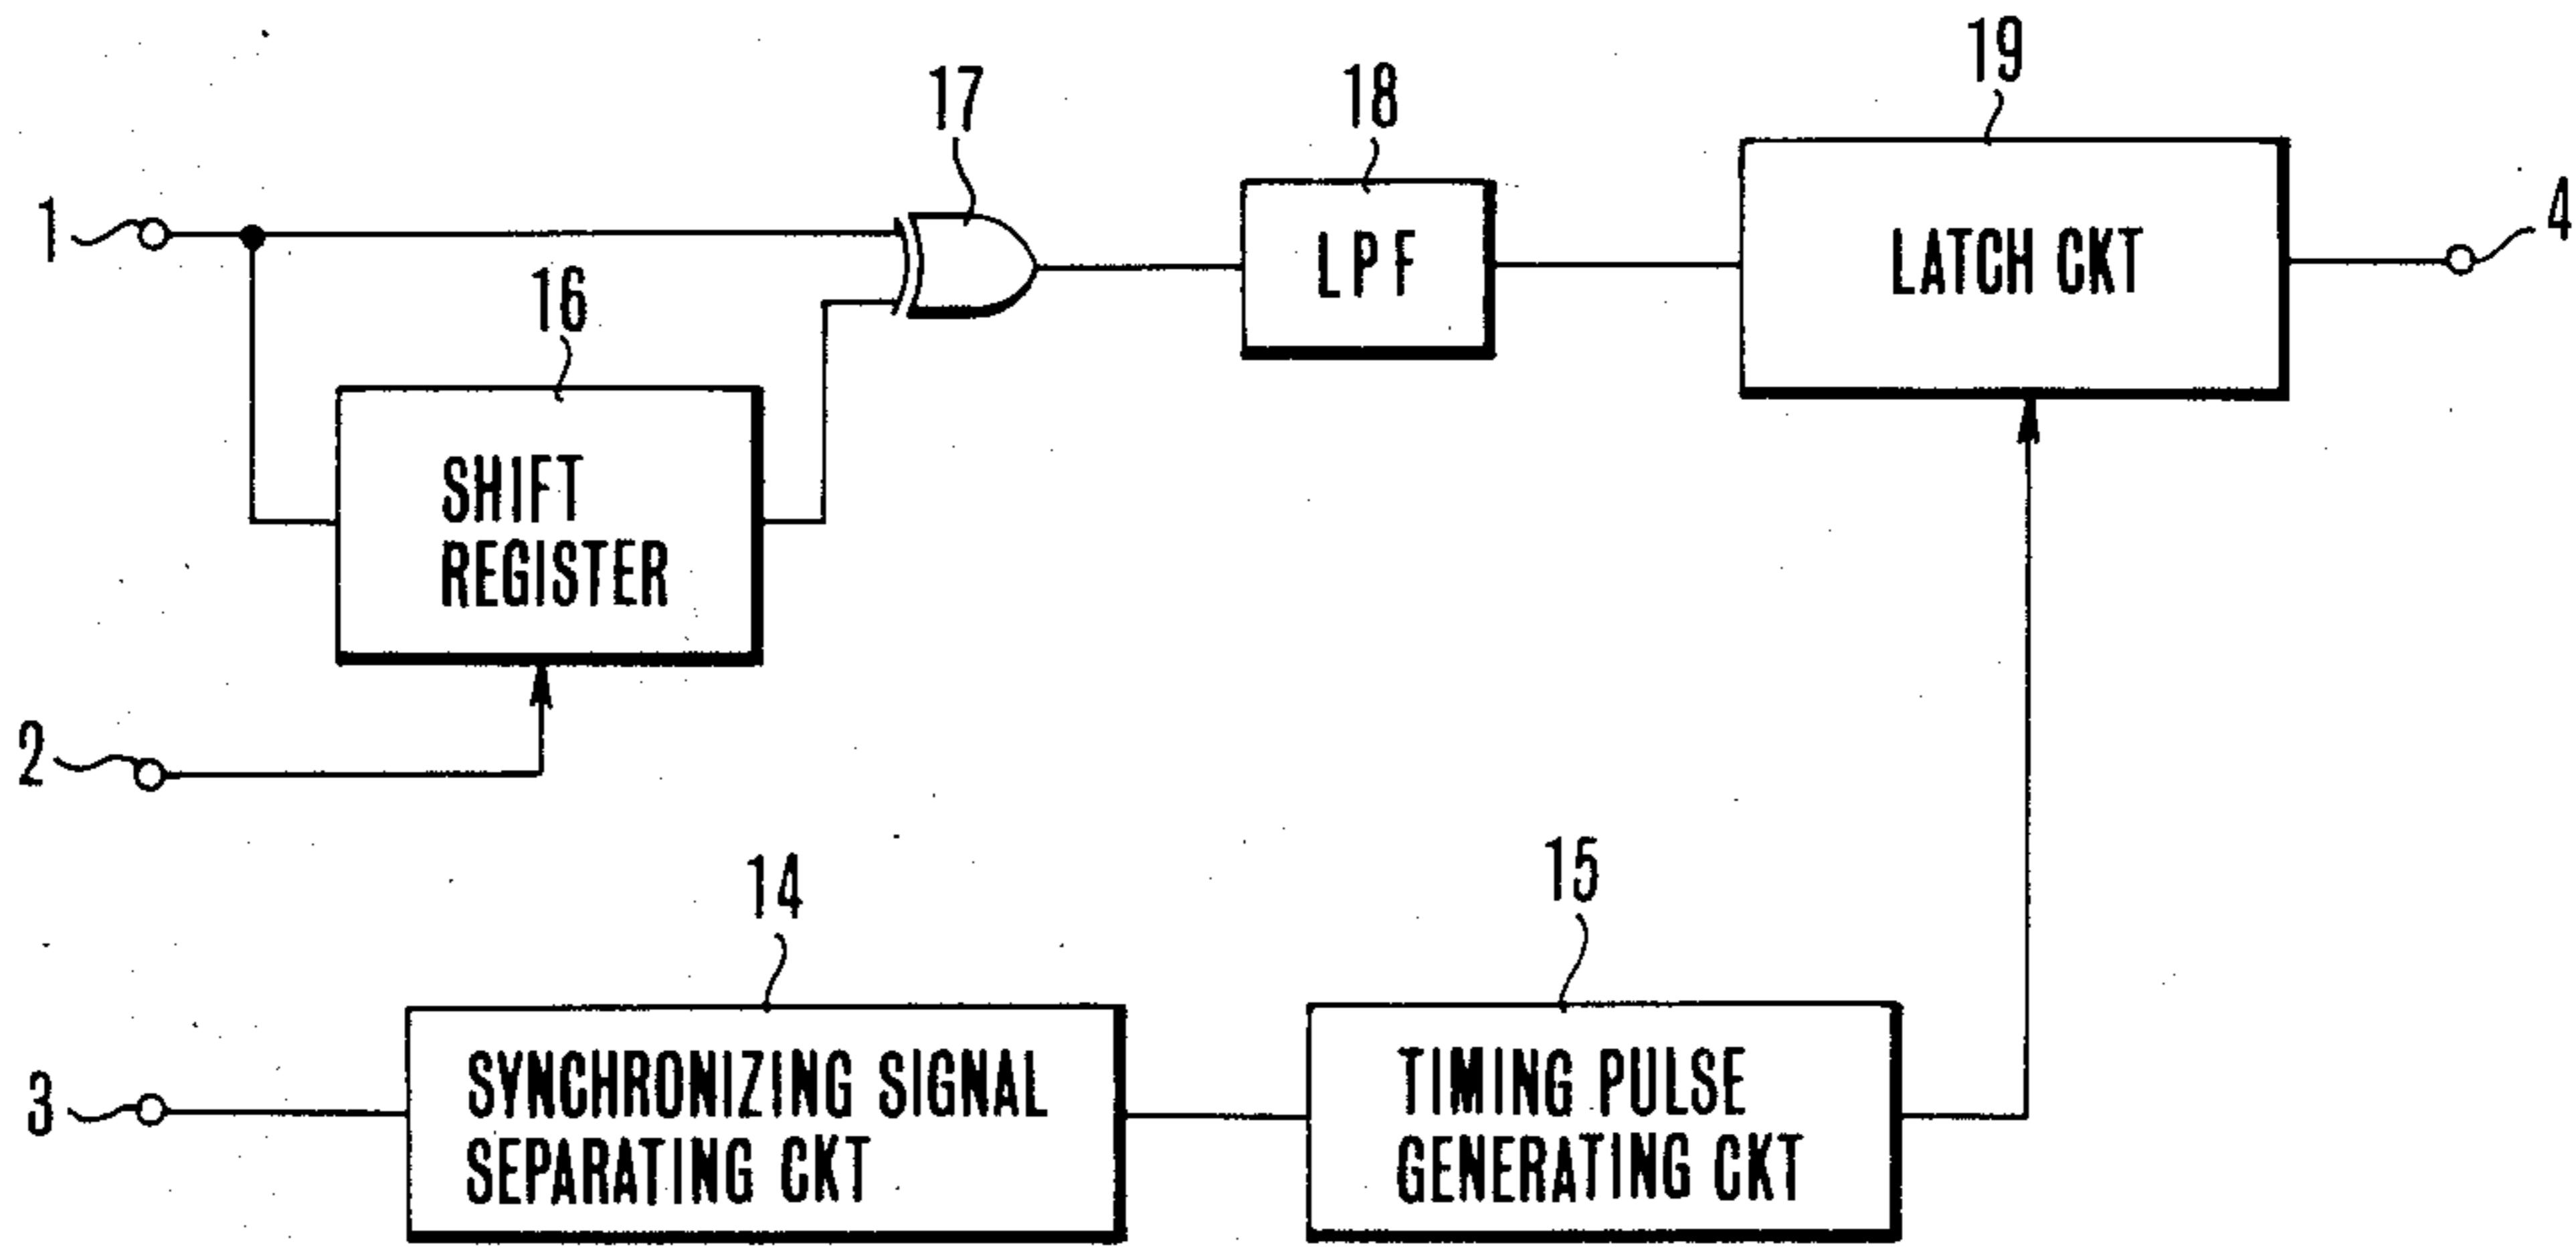 19
18
17
1
4
LPF
LATCH CKT
16
SHIFT
REGISTER
2
14
15
3
SYNCHRONIZING SIGNAL
SEPARATING CKT
TIMING PULSE
GENERATING CKT